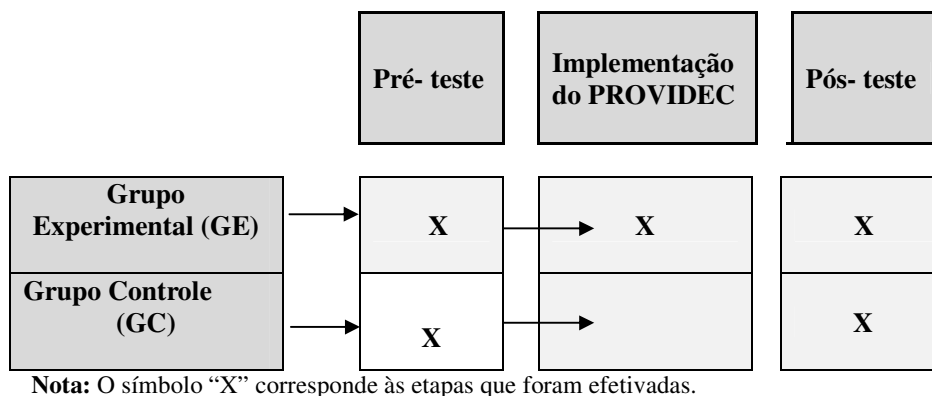 Pré- teste
Implementação
do PROVIDEC
Pós- teste
Grupo
Experimental (GE)
X
X
X
Grupo Controle
(GC)
X
X
Nota: O símbolo “X” corresponde às etapas que foram efetivadas.